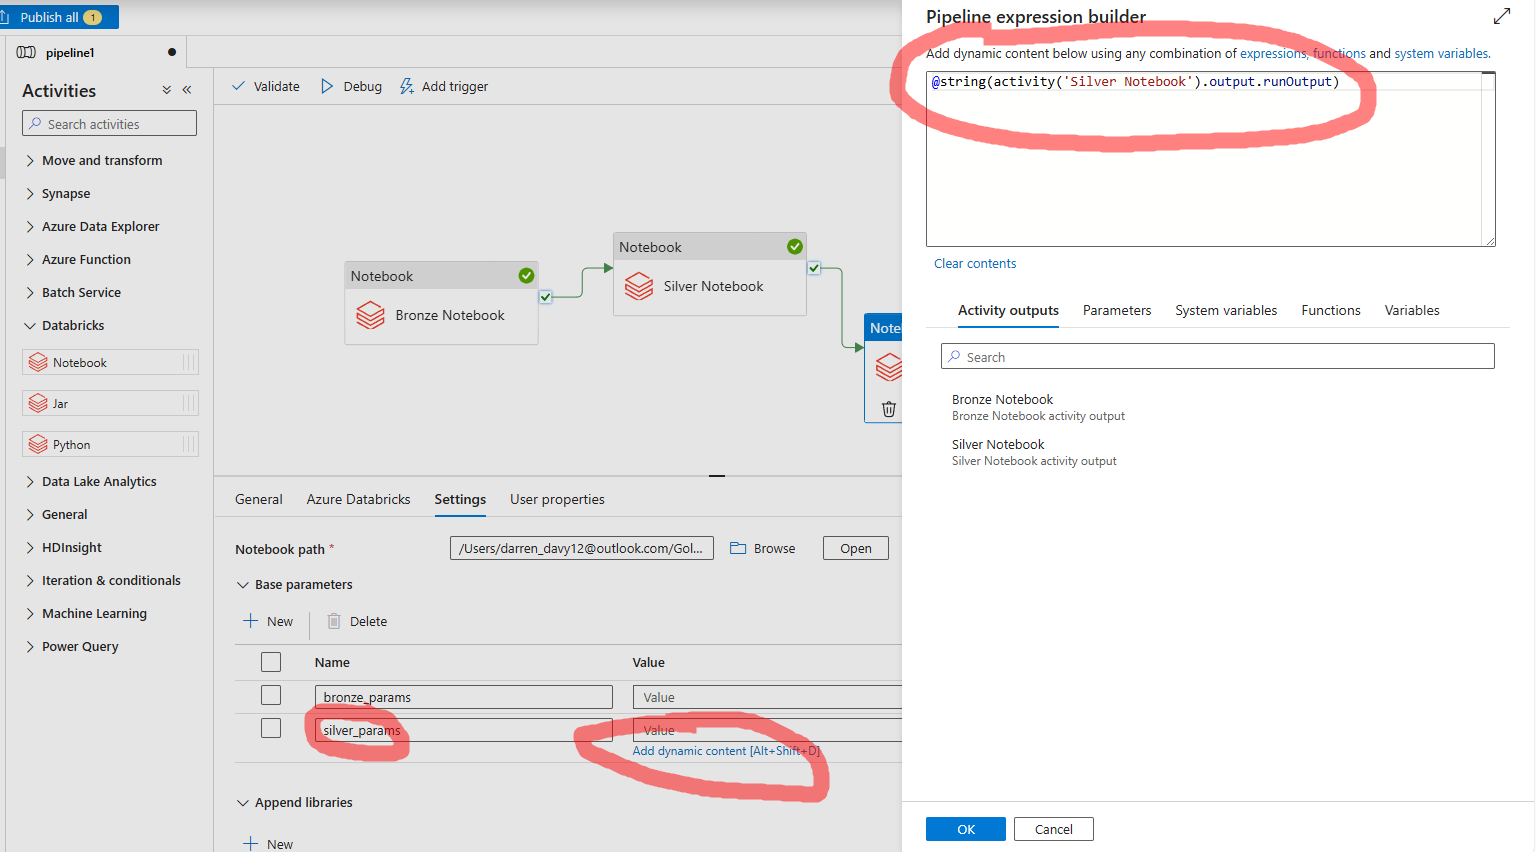 Publish all 1
pipeline1
Activities
Search activities
Move and transform
Synapse
Azure Data Explorer
Azure Function
Batch Service
Databricks
Notebook
Jar
Python
Data Lake Analytics
General
HDInsight
Iteration & conditionals
Machine Learning
Power Query
Validate Debug Add trigger
Notebook
Bronze Notebook
Notebook
Silver Notebook
Note
General Azure Databricks Settings User properties
Notebook path * /Users/darren_davy12@outlook.com/Gol... Browse Open
Base parameters
New Delete
Name Value
bronze_params Value
silver_params Value
Add dynamic content [Alt+Shift+D]
Append libraries
New
Pipeline expression builder
Add dynamic content below using any combination of expressions, functions and system variables.
@string(activity('Silver Notebook').output.runOutput)
Clear contents
Activity outputs Parameters System variables Functions Variables
Search
Bronze Notebook
Bronze Notebook activity output
Silver Notebook
Silver Notebook activity output
OK Cancel